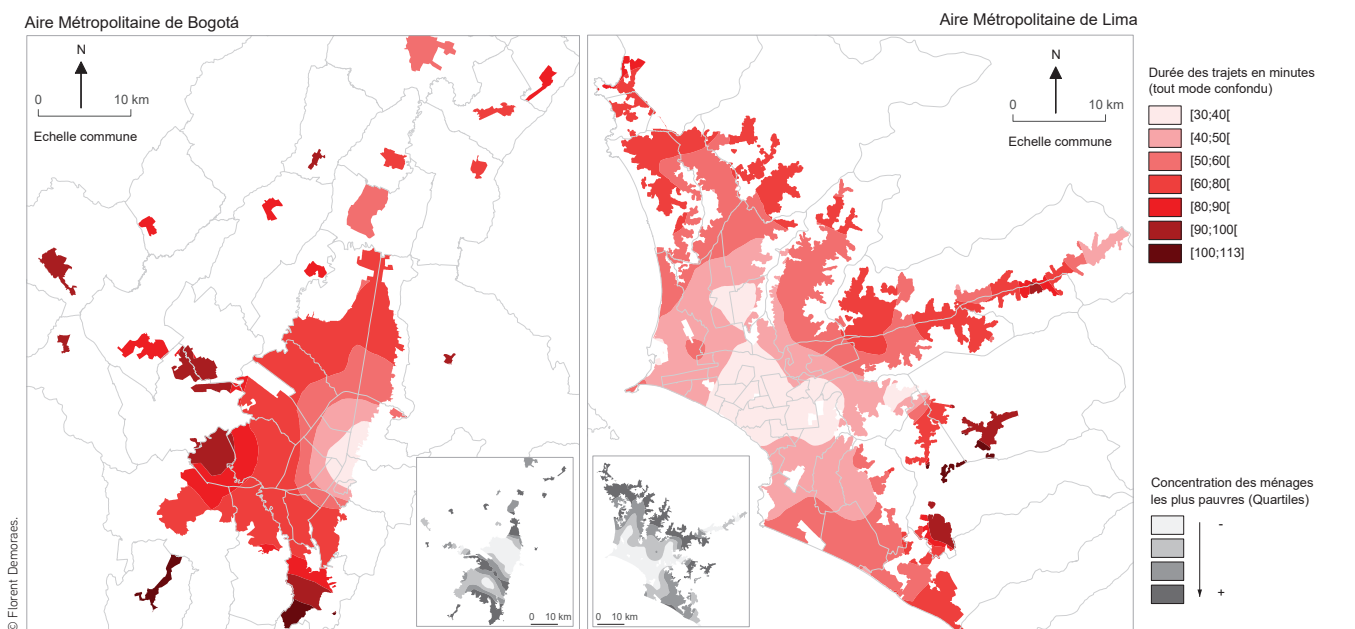 Aire Métropolitaine de Bogotá
N
0 10 km
Echelle commune
0 10 km
© Florent Demoraes.
Aire Métropolitaine de Lima
N
0 10 km
Echelle commune
0 10 km
Durée des trajets en minutes
(tout mode confondu)
[30;40[
[40;50[
[50;60[
[60;80[
[80;90[
[90;100[
[100;113]
Concentration des ménages
les plus pauvres (Quartiles)
-
+